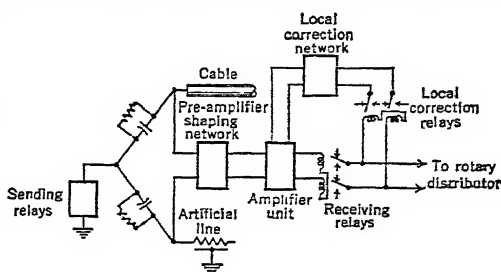 Local
correction
network
Cable
Pre-amplifier
shaping
network
Local
correction
relays
Sending
relays
Artificial
line
Amplifier
unit
Receiving
relays
To rotary
distributor